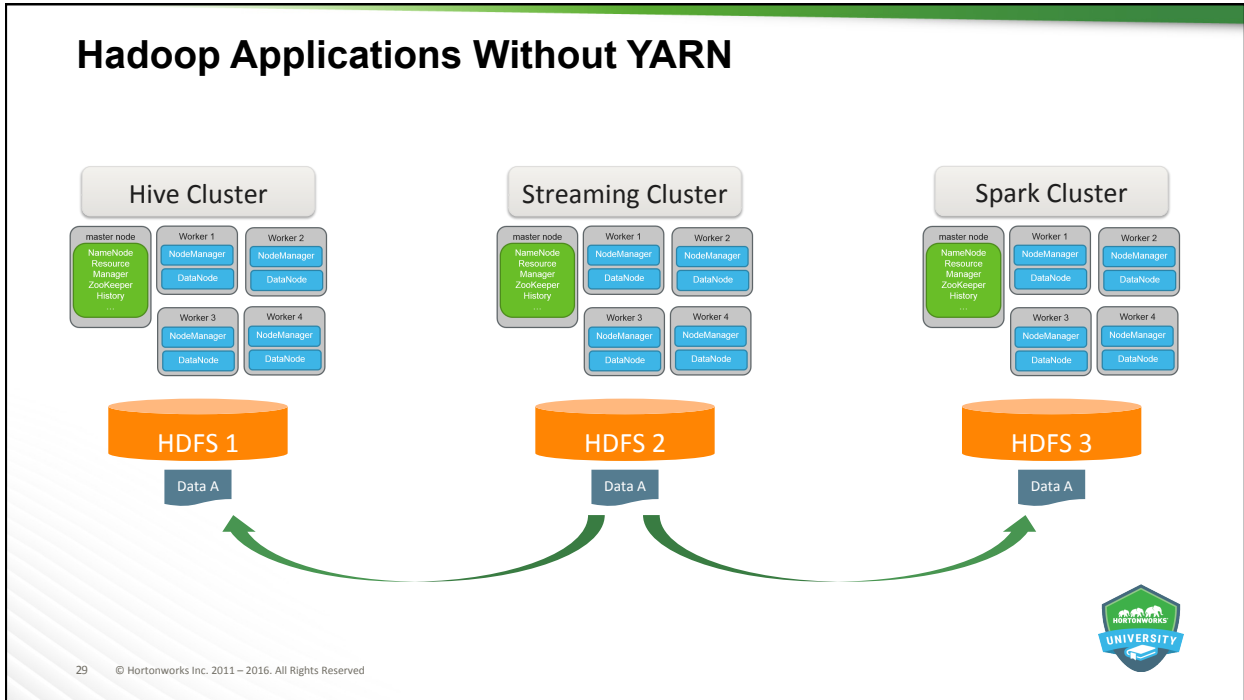 Hadoop Applications Without YARN
Hive Cluster
master node
NameNode
Resource
Manager
ZooKeeper
History
...
Worker 1
NodeManager
DataNode
Worker 2
NodeManager
DataNode
Worker 3
NodeManager
DataNode
Worker 4
NodeManager
DataNode
HDFS 1
Data A
Streaming Cluster
master node
NameNode
Resource
Manager
ZooKeeper
History
...
Worker 1
NodeManager
DataNode
Worker 2
NodeManager
DataNode
Worker 3
NodeManager
DataNode
Worker 4
NodeManager
DataNode
HDFS 2
Data A
Spark Cluster
master node
NameNode
Resource
Manager
ZooKeeper
History
...
Worker 1
NodeManager
DataNode
Worker 2
NodeManager
DataNode
Worker 3
NodeManager
DataNode
Worker 4
NodeManager
DataNode
HDFS 3
Data A
HORTONWORKS
UNIVERSITY
29 © Hortonworks Inc. 2011 – 2016. All Rights Reserved